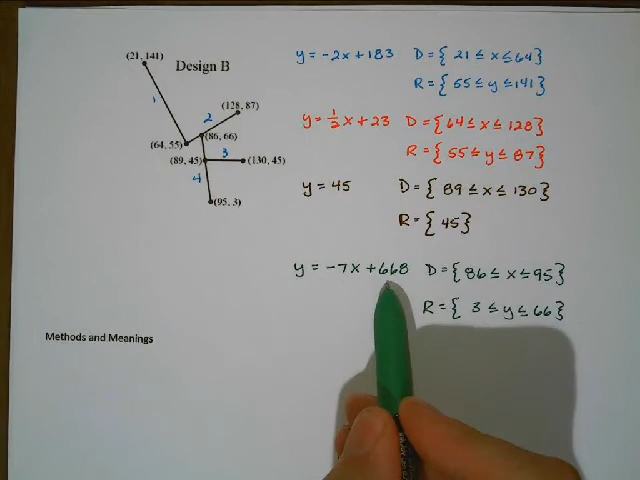 (21, 141)
Design B
1
2
(128, 87)
(86, 66)
(64, 55)
3
(89, 45)
(130, 45)
4
(95, 3)
y = -2x + 183 D = { 21 ≤ x ≤ 64 }
R = { 55 ≤ y ≤ 141 }
y = 1/2 x + 23 D = { 64 ≤ x ≤ 128 }
R = { 55 ≤ y ≤ 87 }
y = 45 D = { 89 ≤ x ≤ 130 }
R = { 45 }
y = -7x + 668 D = { 86 ≤ x ≤ 95 }
R = { 3 ≤ y ≤ 66 }
Methods and Meanings